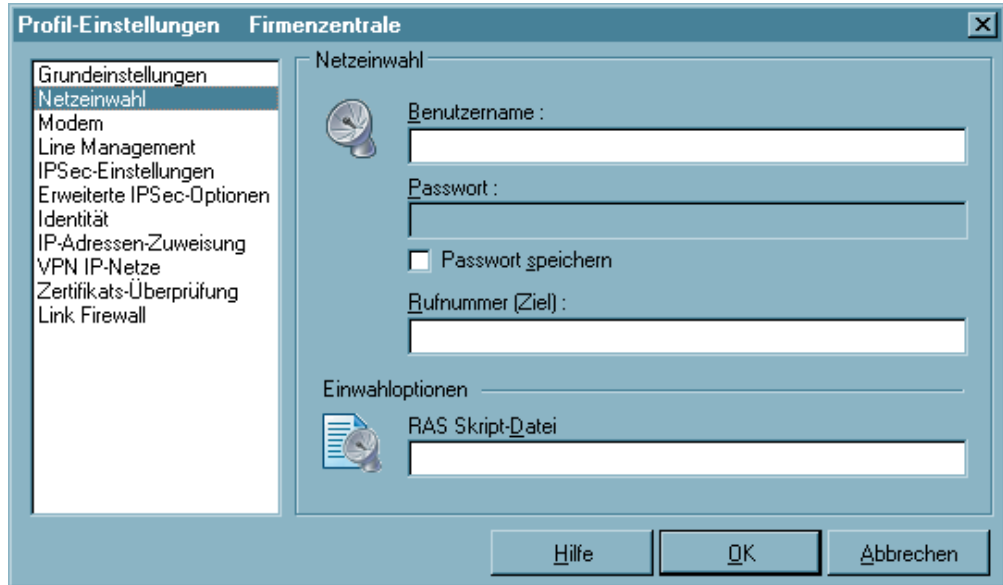 Profil-Einstellungen Firmenzentrale
Grundeinstellungen
Netzeinwahl
Modem
Line Management
IPSec-Einstellungen
Erweiterte IPSec-Optionen
Identität
IP-Adressen-Zuweisung
VPN IP-Netze
Zertifikats-Überprüfung
Link Firewall
Netzeinwahl
Benutzername :
Passwort :
Passwort speichern
Rufnummer (Ziel) :
Einwahloptionen
RAS Skript-Datei
Hilfe
OK
Abbrechen